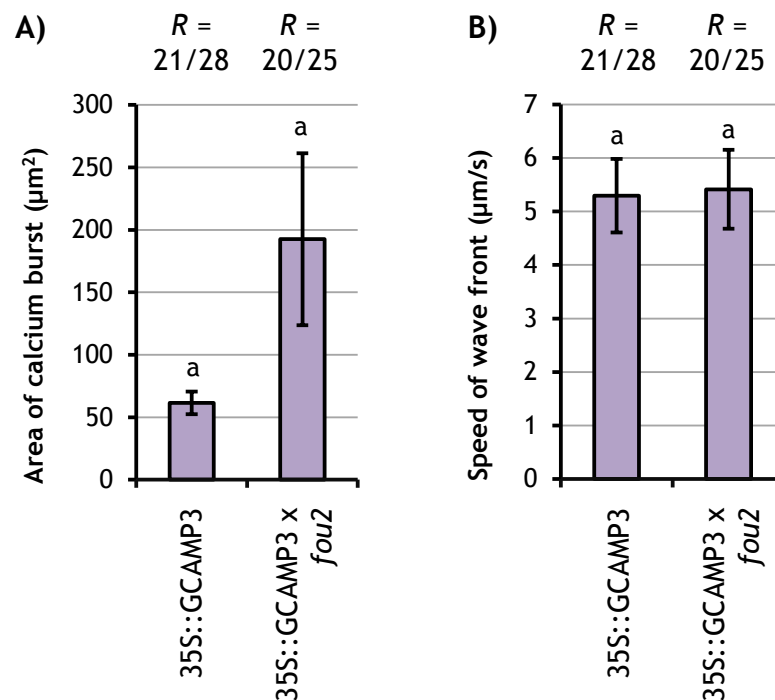 A)
R =
21/28
R =
20/25
Area of calcium burst (µm²)
300
250
200
150
100
50
0
a
a
35S::GCAMP3
35S::GCAMP3 x
fou2
B)
R =
21/28
R =
20/25
Speed of wave front (µm/s)
7
6
5
4
3
2
1
0
a
a
35S::GCAMP3
35S::GCAMP3 x
fou2